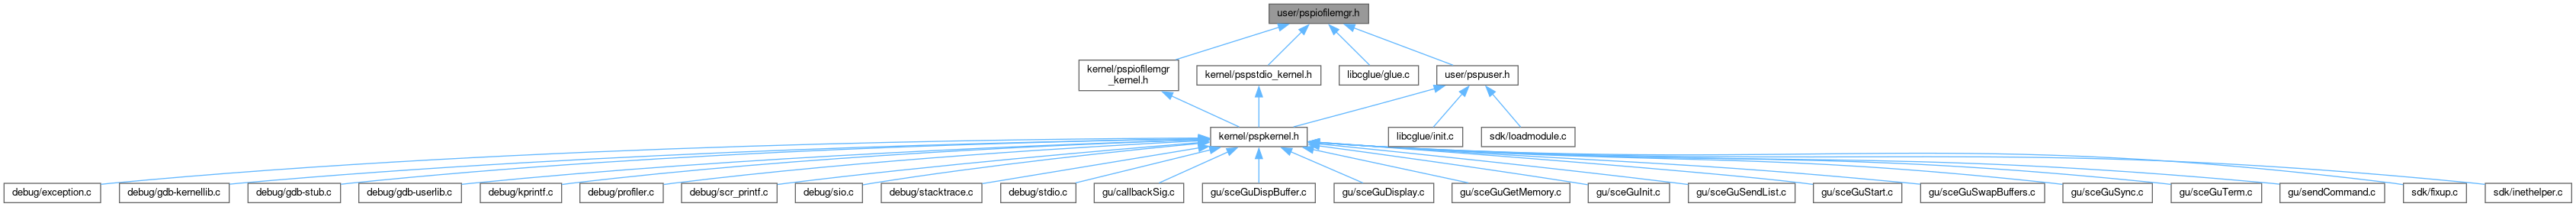 user/pspiofilemgr.h
kernel/pspiofilemgr
_kernel.h
kernel/pspstdio_kernel.h
libcglue/glue.c
user/pspuser.h
kernel/pspkernel.h
libcglue/init.c
sdk/loadmodule.c
debug/exception.c
debug/gdb-kernellib.c
debug/gdb-stub.c
debug/gdb-userlib.c
debug/kprintf.c
debug/profiler.c
debug/scr_printf.c
debug/sio.c
debug/stacktrace.c
debug/stdio.c
gu/callbackSig.c
gu/sceGuDispBuffer.c
gu/sceGuDisplay.c
gu/sceGuGetMemory.c
gu/sceGuInit.c
gu/sceGuSendList.c
gu/sceGuStart.c
gu/sceGuSwapBuffers.c
gu/sceGuSync.c
gu/sceGuTerm.c
gu/sendCommand.c
sdk/fixup.c
sdk/inethelper.c